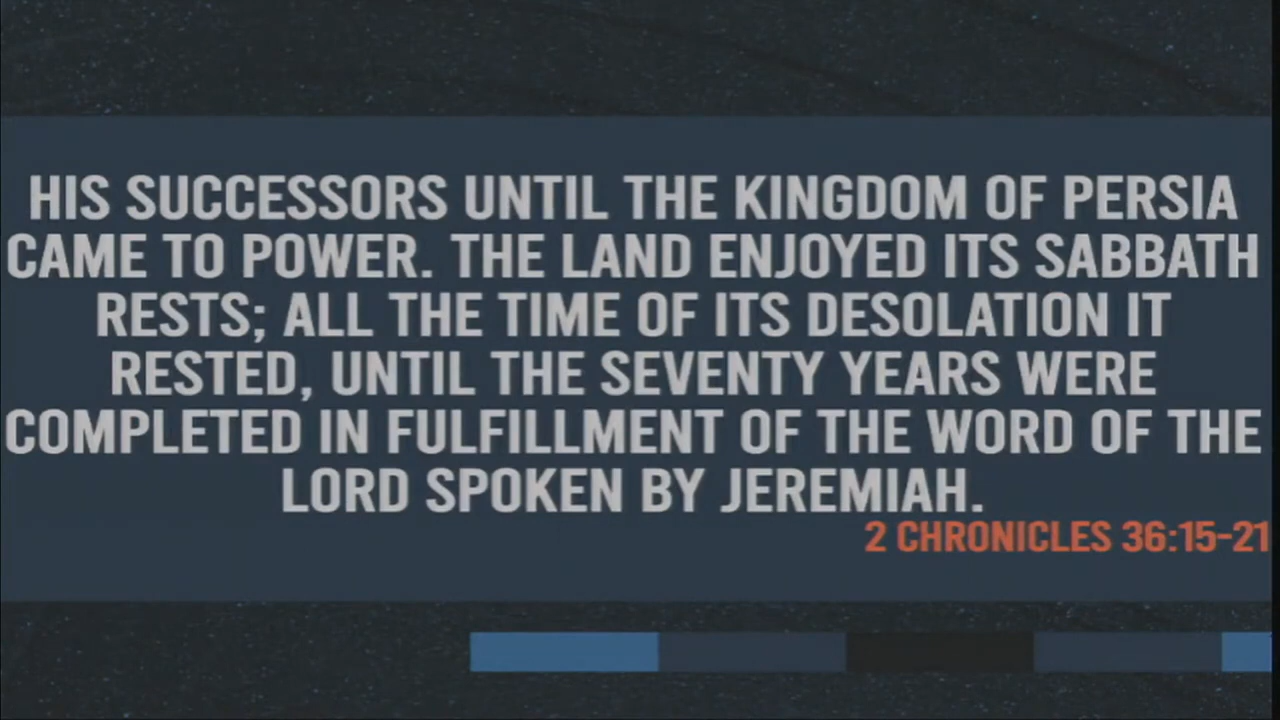 HIS SUCCESSORS UNTIL THE KINGDOM OF PERSIA
CAME TO POWER. THE LAND ENJOYED ITS SABBATH
RESTS; ALL THE TIME OF ITS DESOLATION IT
RESTED, UNTIL THE SEVENTY YEARS WERE
COMPLETED IN FULFILLMENT OF THE WORD OF THE
LORD SPOKEN BY JEREMIAH.
2 CHRONICLES 36:15-21